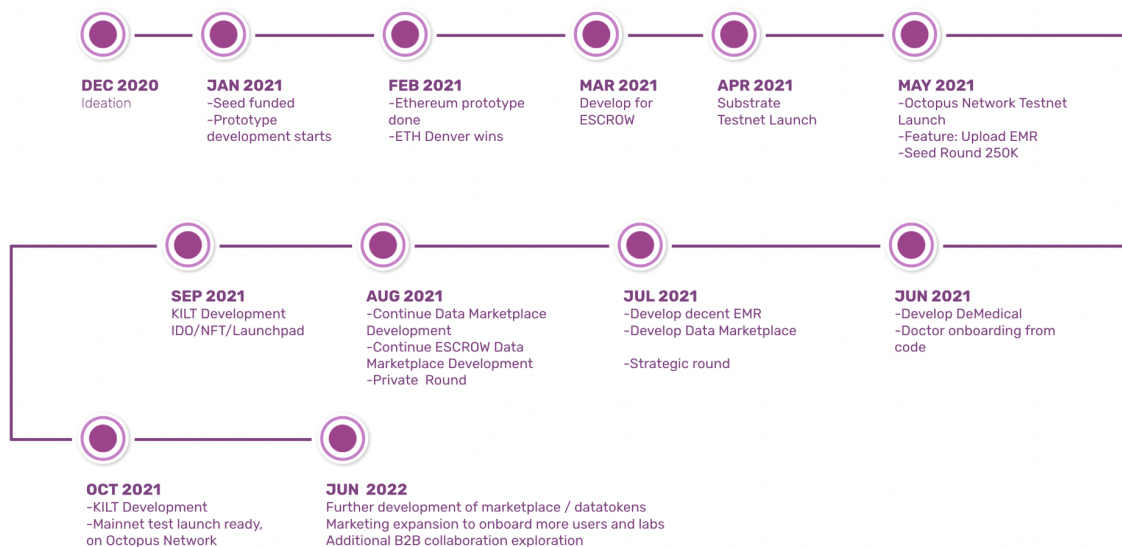 DEC 2020
Ideation
JAN 2021
-Seed funded
-Prototype
development starts
FEB 2021
-Ethereum prototype
done
-ETH Denver wins
MAR 2021
Develop for
ESCROW
APR 2021
Substrate
Testnet Launch
MAY 2021
-Octopus Network Testnet
Launch
-Feature: Upload EMR
-Seed Round 250K
SEP 2021
KILT Development
IDO/NFT/Launchpad
AUG 2021
-Continue Data Marketplace
Development
-Continue ESCROW Data
Marketplace Development
-Private  Round
JUL 2021
-Develop decent EMR
-Develop Data Marketplace
-Strategic round
JUN 2021
-Develop DeMedical
-Doctor onboarding from
code
OCT 2021
-KILT Development
-Mainnet test launch ready,
on Octopus Network
JUN  2022
Further development of marketplace / datatokens
Marketing expansion to onboard more users and labs
Additional B2B collaboration exploration